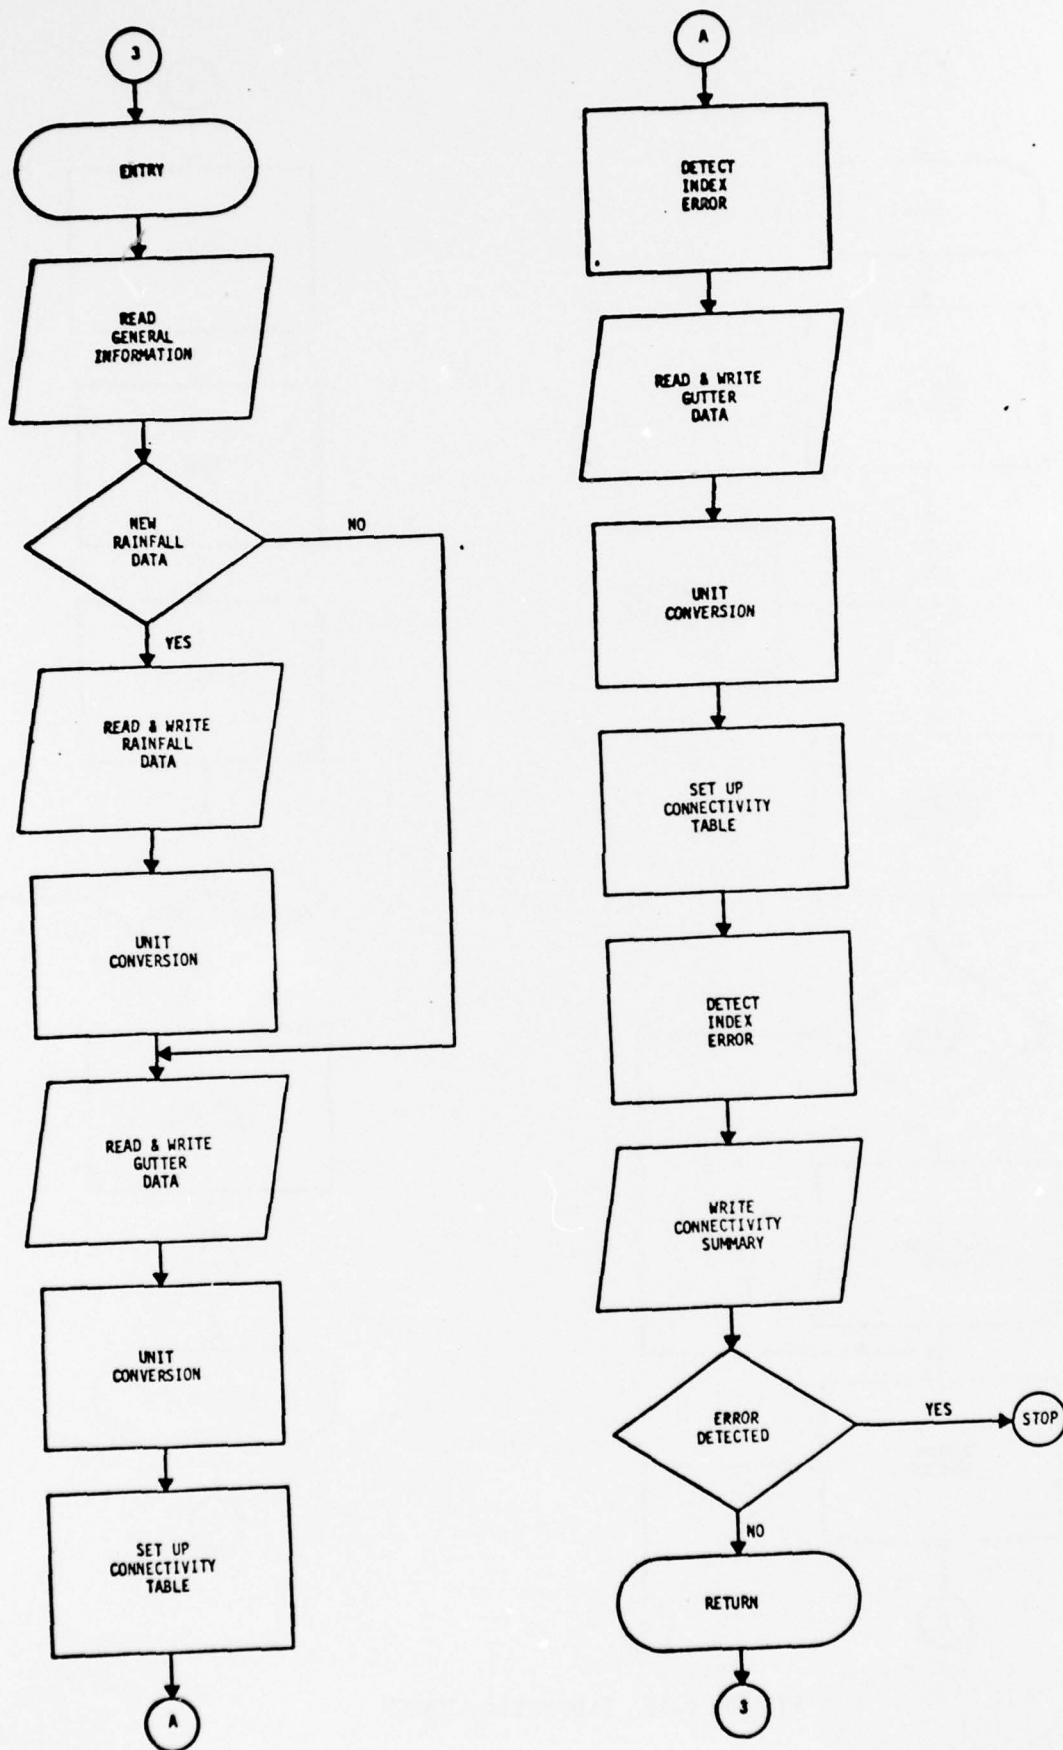 3
ENTRY
READ
GENERAL
INFORMATION
NEW
RAINFALL
DATA
NO
YES
READ & WRITE
RAINFALL
DATA
UNIT
CONVERSION
READ & WRITE
GUTTER
DATA
UNIT
CONVERSION
SET UP
CONNECTIVITY
TABLE
A
A
DETECT
INDEX
ERROR
READ & WRITE
GUTTER
DATA
UNIT
CONVERSION
SET UP
CONNECTIVITY
TABLE
DETECT
INDEX
ERROR
WRITE
CONNECTIVITY
SUMMARY
ERROR
DETECTED
YES
STOP
NO
RETURN
3